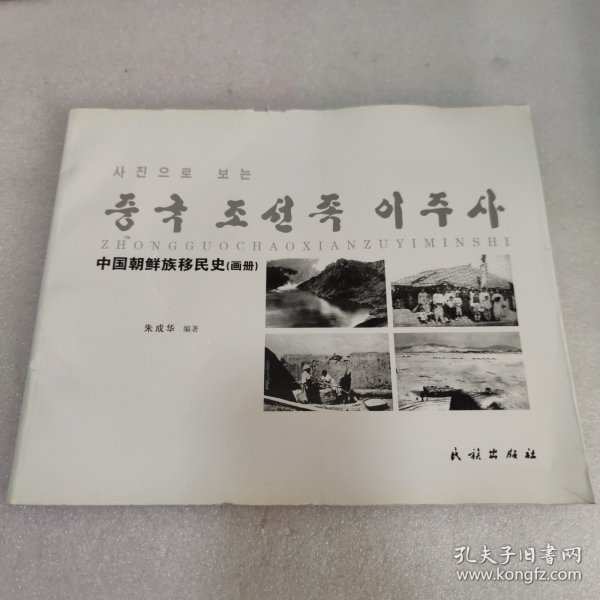 사진으로 보는
중국 조선족 이주사
ZHONGGUOCHAOXIANZUYIMINSHI
中国朝鲜族移民史(画册)
朱成华 编著
民族出版社
孔夫子旧书网
www.kongfz.com